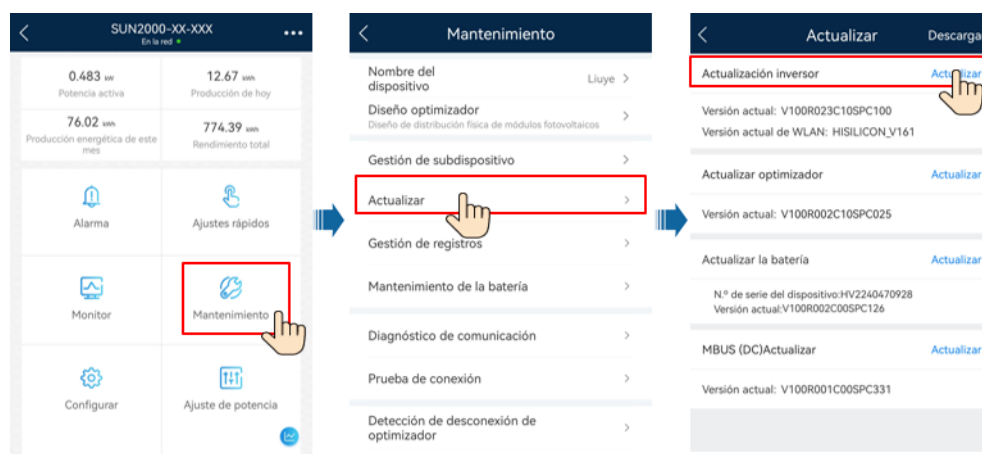 SUN2000-XX-XXX
En la red
0.483 kW
12.67 kWh
Potencia activa
Producción de hoy
76.02 kWh
774.39 kWh
Producción energética de este
mes
Rendimiento total
Alarma
Ajustes rápidos
Monitor
Mantenimiento
Configurar
Ajuste de potencia
Mantenimiento
Nombre del
dispositivo
Liuye
Diseño optimizador
Diseño de distribución física de módulos fotovoltaicos
Gestión de subdispositivo
Actualizar
Gestión de registros
Mantenimiento de la batería
Diagnóstico de comunicación
Prueba de conexión
Detección de desconexión de
optimizador
Actualizar
Descarga
Actualización inversor
Actualizar
Versión actual: V100R023C10SPC100
Versión actual de WLAN: HISILICON_V161
Actualizar optimizador
Actualizar
Versión actual: V100R002C10SPC025
Actualizar la batería
Actualizar
N.º de serie del dispositivo:HV2240470928
Versión actual:V100R002C00SPC126
MBUS (DC)Actualizar
Actualizar
Versión actual: V100R001C00SPC331